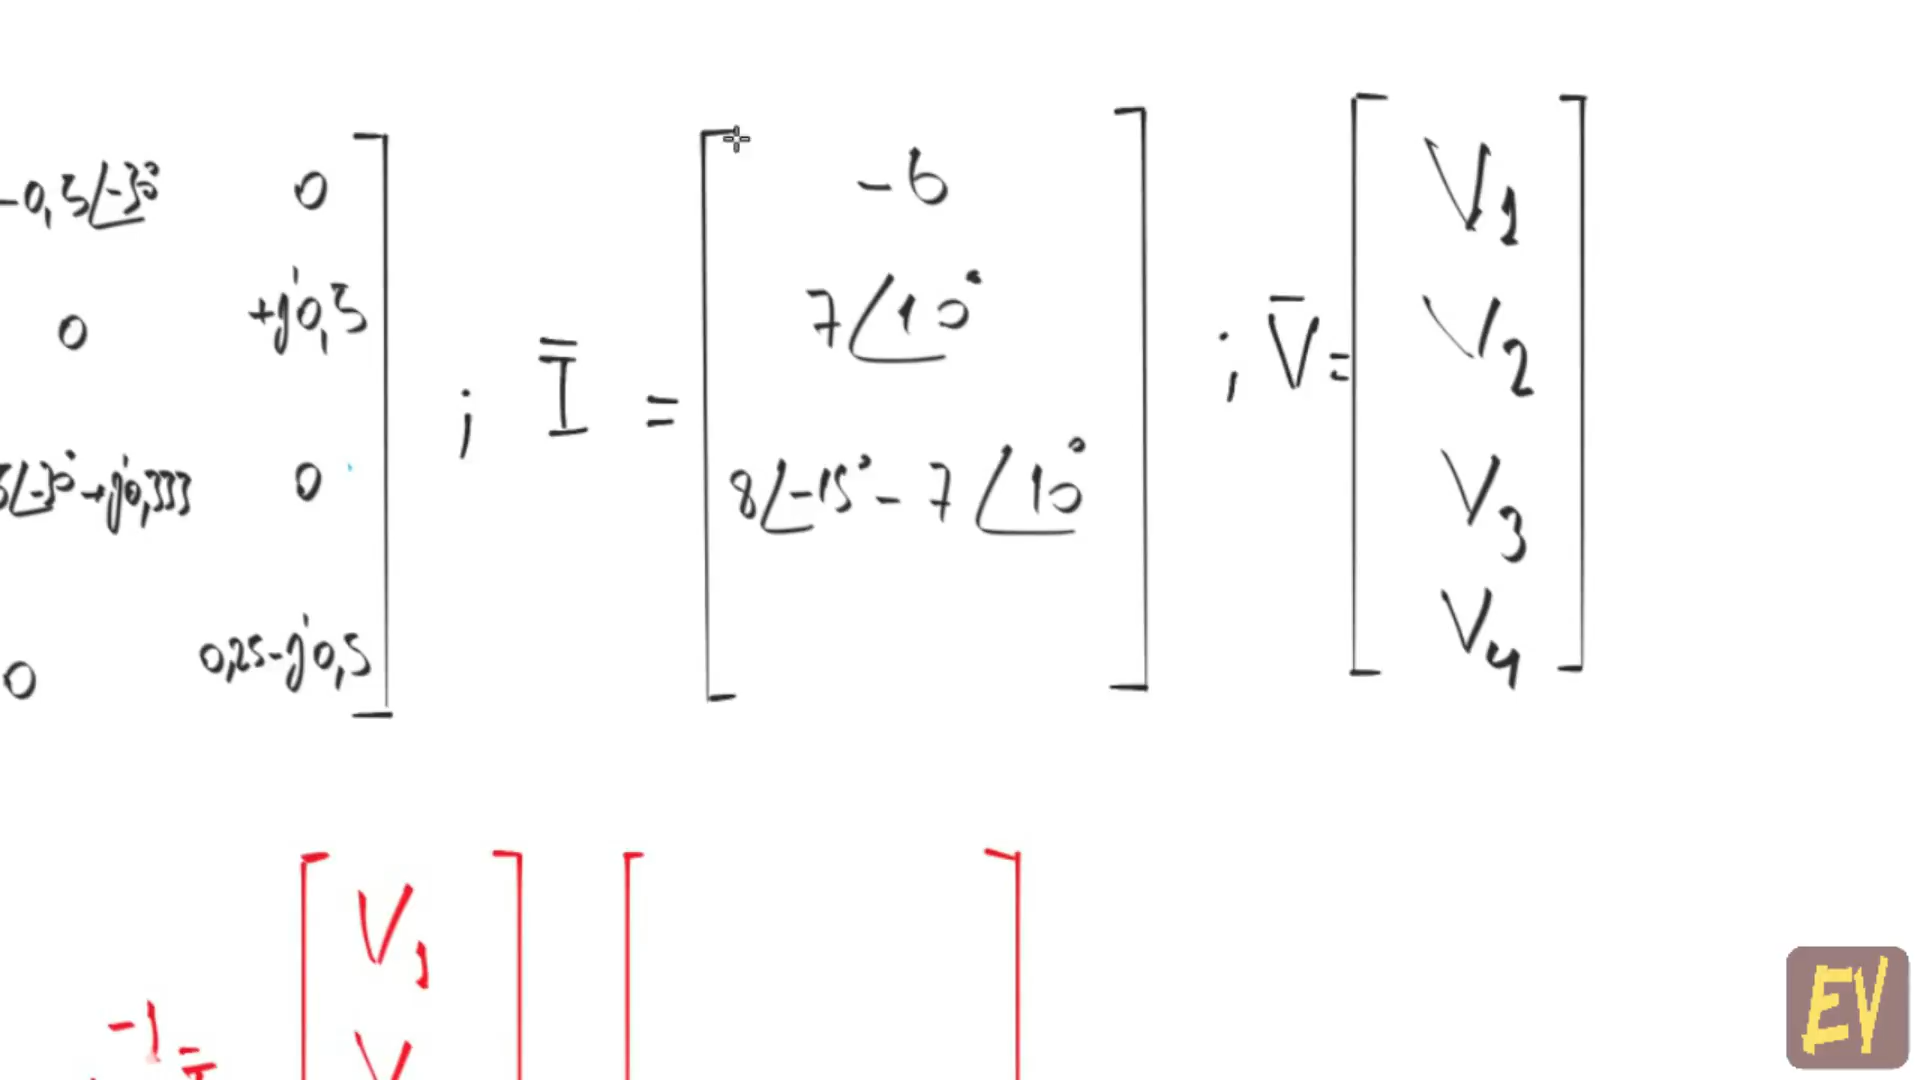 -0,5∠-30° 0
0 +j0,5
∠-30°+j0,333 0
0 0,25-j0,5
; I̿ =
-6
7∠10°
8∠-15° - 7∠10°
; V̄ =
V1
V2
V3
V4
V1
V
-1
EV